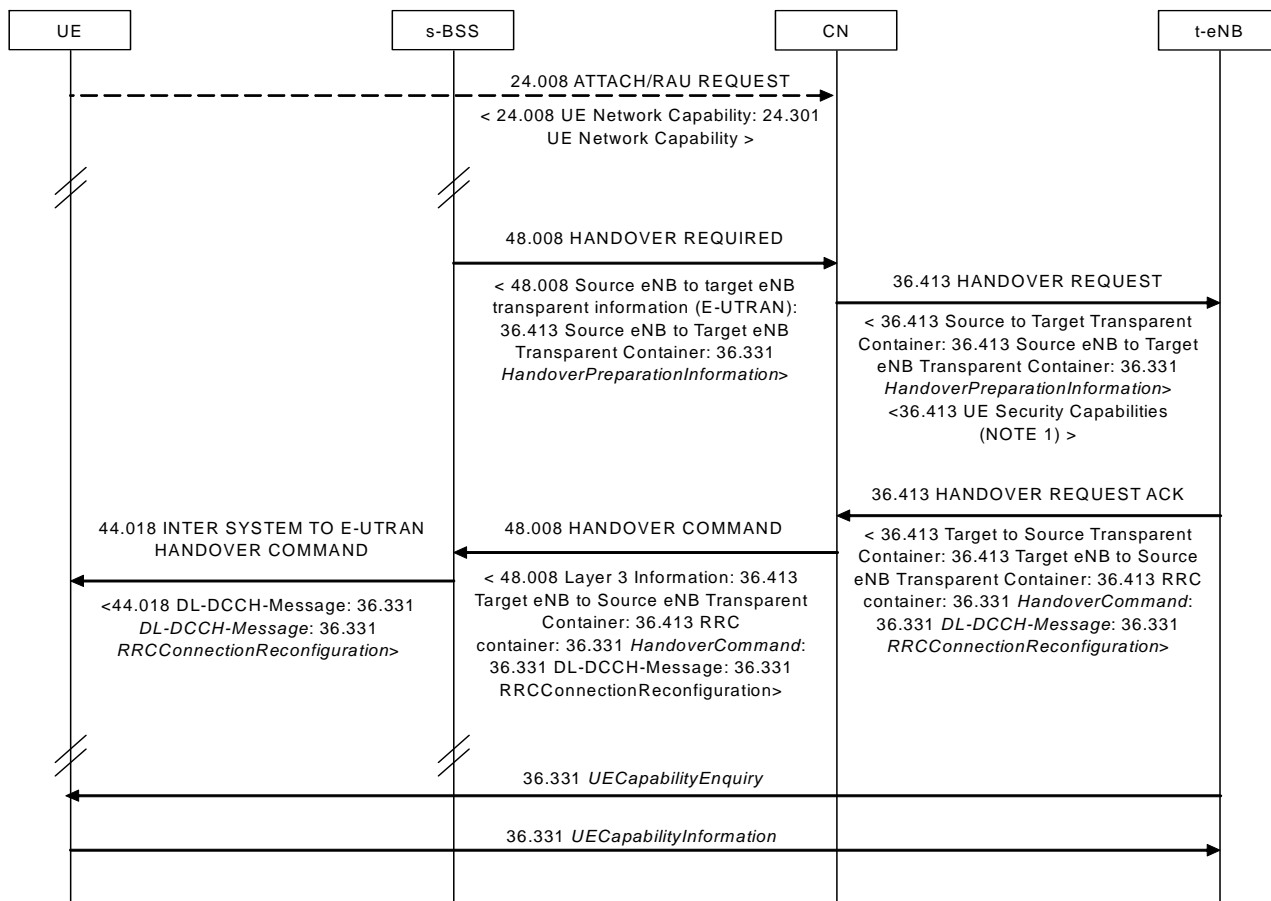 UE
s-BSS
CN
t-eNB
24.008 ATTACH/RAU REQUEST
< 24.008 UE Network Capability: 24.301
UE Network Capability >
48.008 HANDOVER REQUIRED
< 48.008 Source eNB to target eNB
transparent information (E-UTRAN):
36.413 Source eNB to Target eNB
Transparent Container: 36.331
HandoverPreparationInformation>
36.413 HANDOVER REQUEST
< 36.413 Source to Target Transparent
Container: 36.413 Source eNB to Target
eNB Transparent Container: 36.331
HandoverPreparationInformation>
<36.413 UE Security Capabilities
(NOTE 1) >
36.413 HANDOVER REQUEST ACK
< 36.413 Target to Source Transparent
Container: 36.413 Target eNB to Source
eNB Transparent Container: 36.413 RRC
container: 36.331 HandoverCommand:
36.331 DL-DCCH-Message: 36.331
RRCConnectionReconfiguration>
48.008 HANDOVER COMMAND
< 48.008 Layer 3 Information: 36.413
Target eNB to Source eNB Transparent
Container: 36.413 RRC
container: 36.331 HandoverCommand:
36.331 DL-DCCH-Message: 36.331
RRCConnectionReconfiguration>
44.018 INTER SYSTEM TO E-UTRAN
HANDOVER COMMAND
<44.018 DL-DCCH-Message: 36.331
DL-DCCH-Message: 36.331
RRCConnectionReconfiguration>
36.331 UECapabilityEnquiry
36.331 UECapabilityInformation